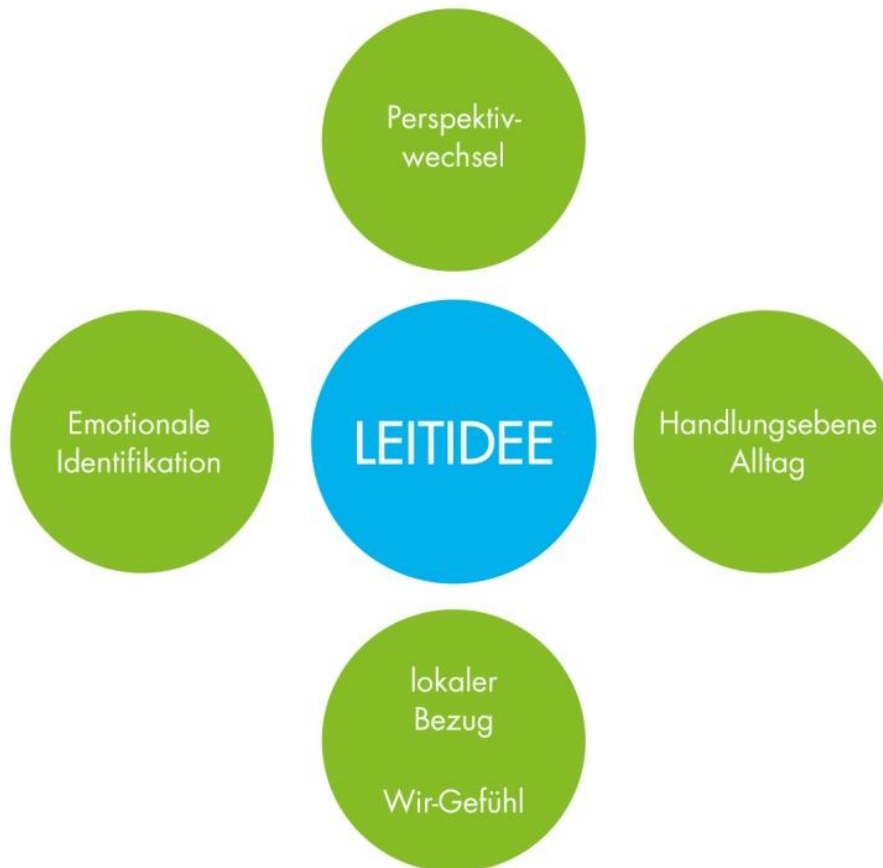 Perspektiv-
wechsel
Emotionale
Identifikation
LEITIDEE
Handlungsebene
Alltag
lokaler
Bezug
Wir-Gefühl